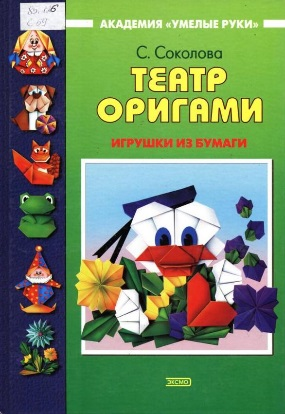 АКАДЕМИЯ «УМЕЛЫЕ РУКИ»
С. Соколова
ТЕАТР
ОРИГАМИ
ИГРУШКИ ИЗ БУМАГИ
ЭКСМО